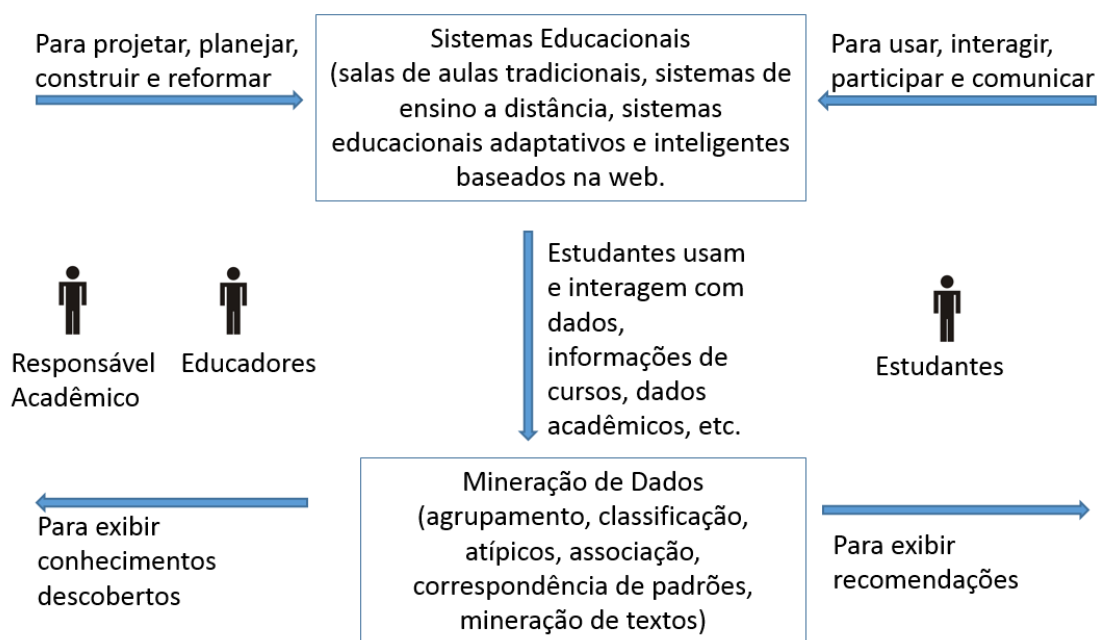 Para projetar, planejar,
construir e reformar
Sistemas Educacionais
(salas de aulas tradicionais, sistemas de
ensino a distância, sistemas
educacionais adaptativos e inteligentes
baseados na web.
Para usar, interagir,
participar e comunicar
Estudantes usam
e interagem com
dados,
informações de
cursos, dados
acadêmicos, etc.
Responsável
Acadêmico
Educadores
Estudantes
Mineração de Dados
(agrupamento, classificação,
atípicos, associação,
correspondência de padrões,
mineração de textos)
Para exibir
conhecimentos
descobertos
Para exibir
recomendações